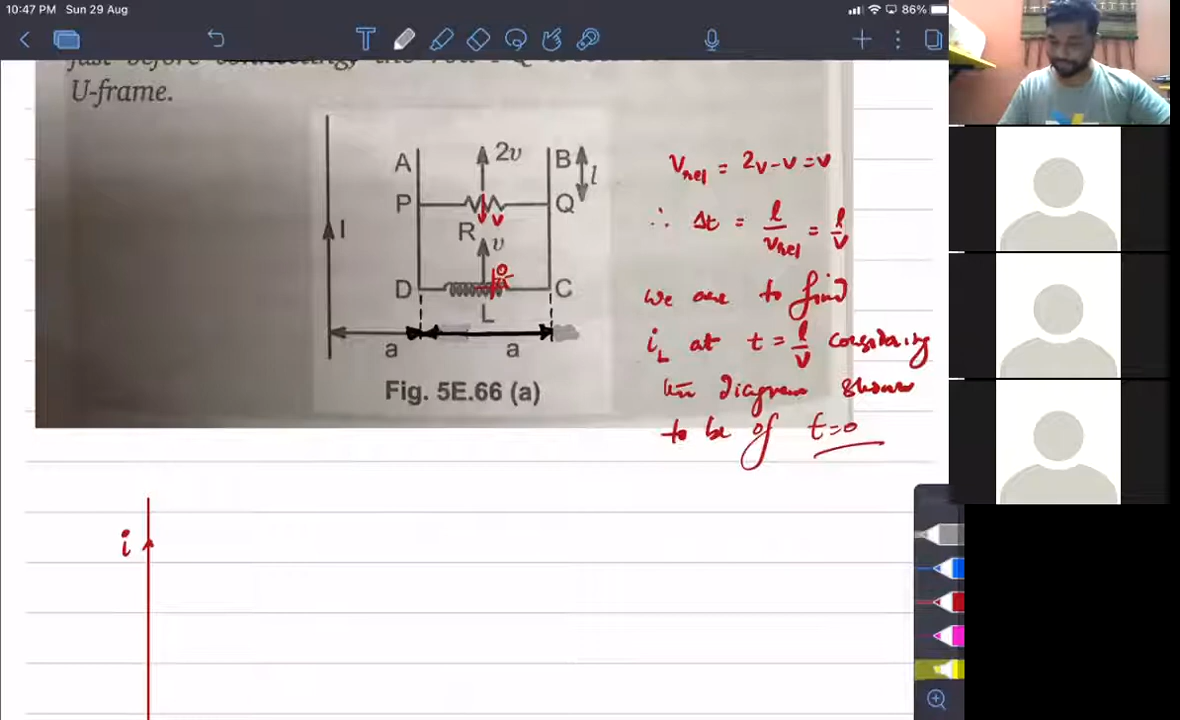 10:47 PM Sun 29 Aug
86%
U-frame.
A
2v
B
l
P
Q
R
v
I
v
D
C
L
a
a
Fig. 5E.66 (a)
Vrel = 2v-v=v
∴ Δt = l/Vrel = l/v
we are to find
iL at t = l/v considering
diagram shown
to be of t=0
i